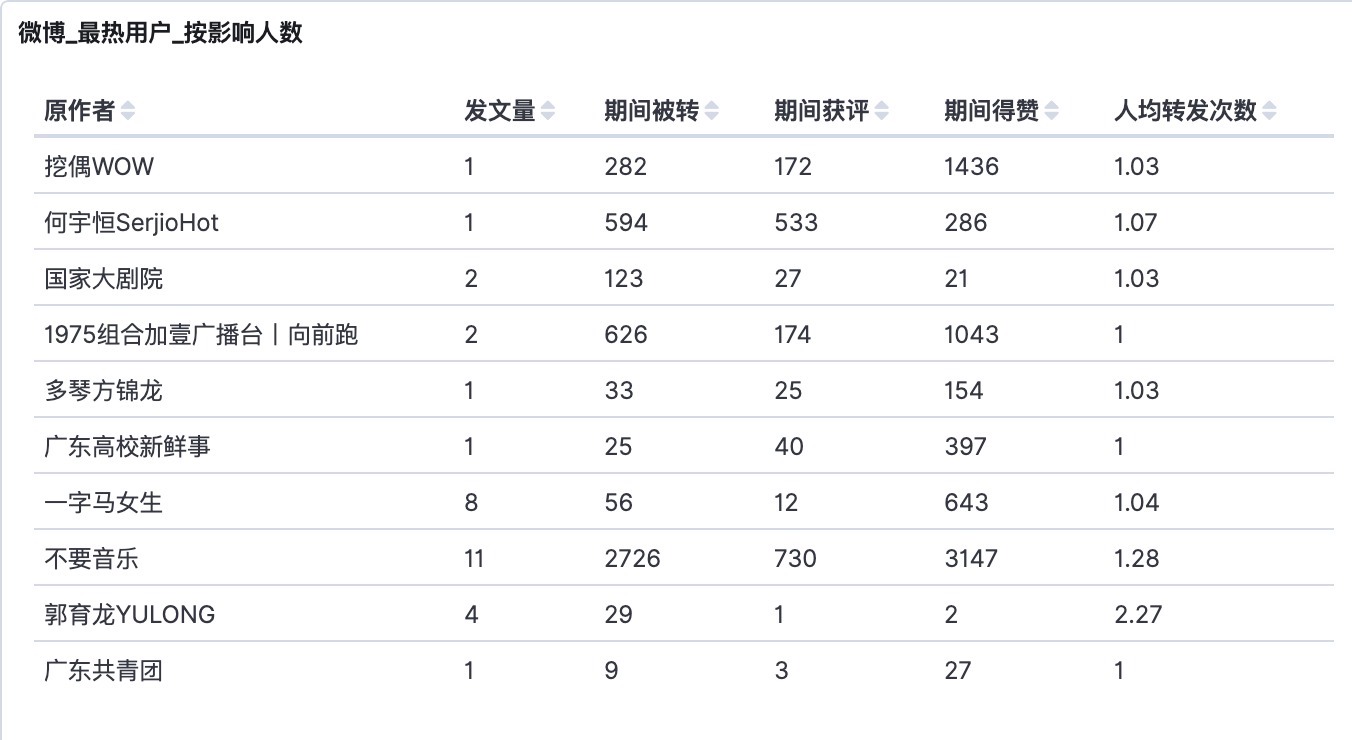 微博_最热用户_按影响人数
原作者 发文量 期间被转 期间获评 期间得赞 人均转发次数
挖偶WOW 1 282 172 1436 1.03
何宇恒SerjioHot 1 594 533 286 1.07
国家大剧院 2 123 27 21 1.03
1975组合加壹广播台丨向前跑 2 626 174 1043 1
多琴方锦龙 1 33 25 154 1.03
广东高校新鲜事 1 25 40 397 1
一字马女生 8 56 12 643 1.04
不要音乐 11 2726 730 3147 1.28
郭育龙YULONG 4 29 1 2 2.27
广东共青团 1 9 3 27 1